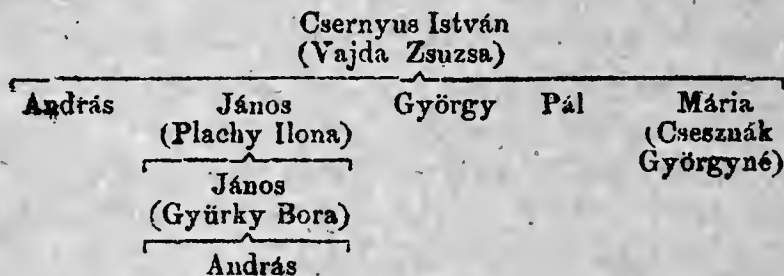 Csernyus István
(Vajda Zsuzsa)
András János György Pál Mária
(Plachy Ilona) (Csesznák
Györgyné)
János
(Gyürky Bora)
András